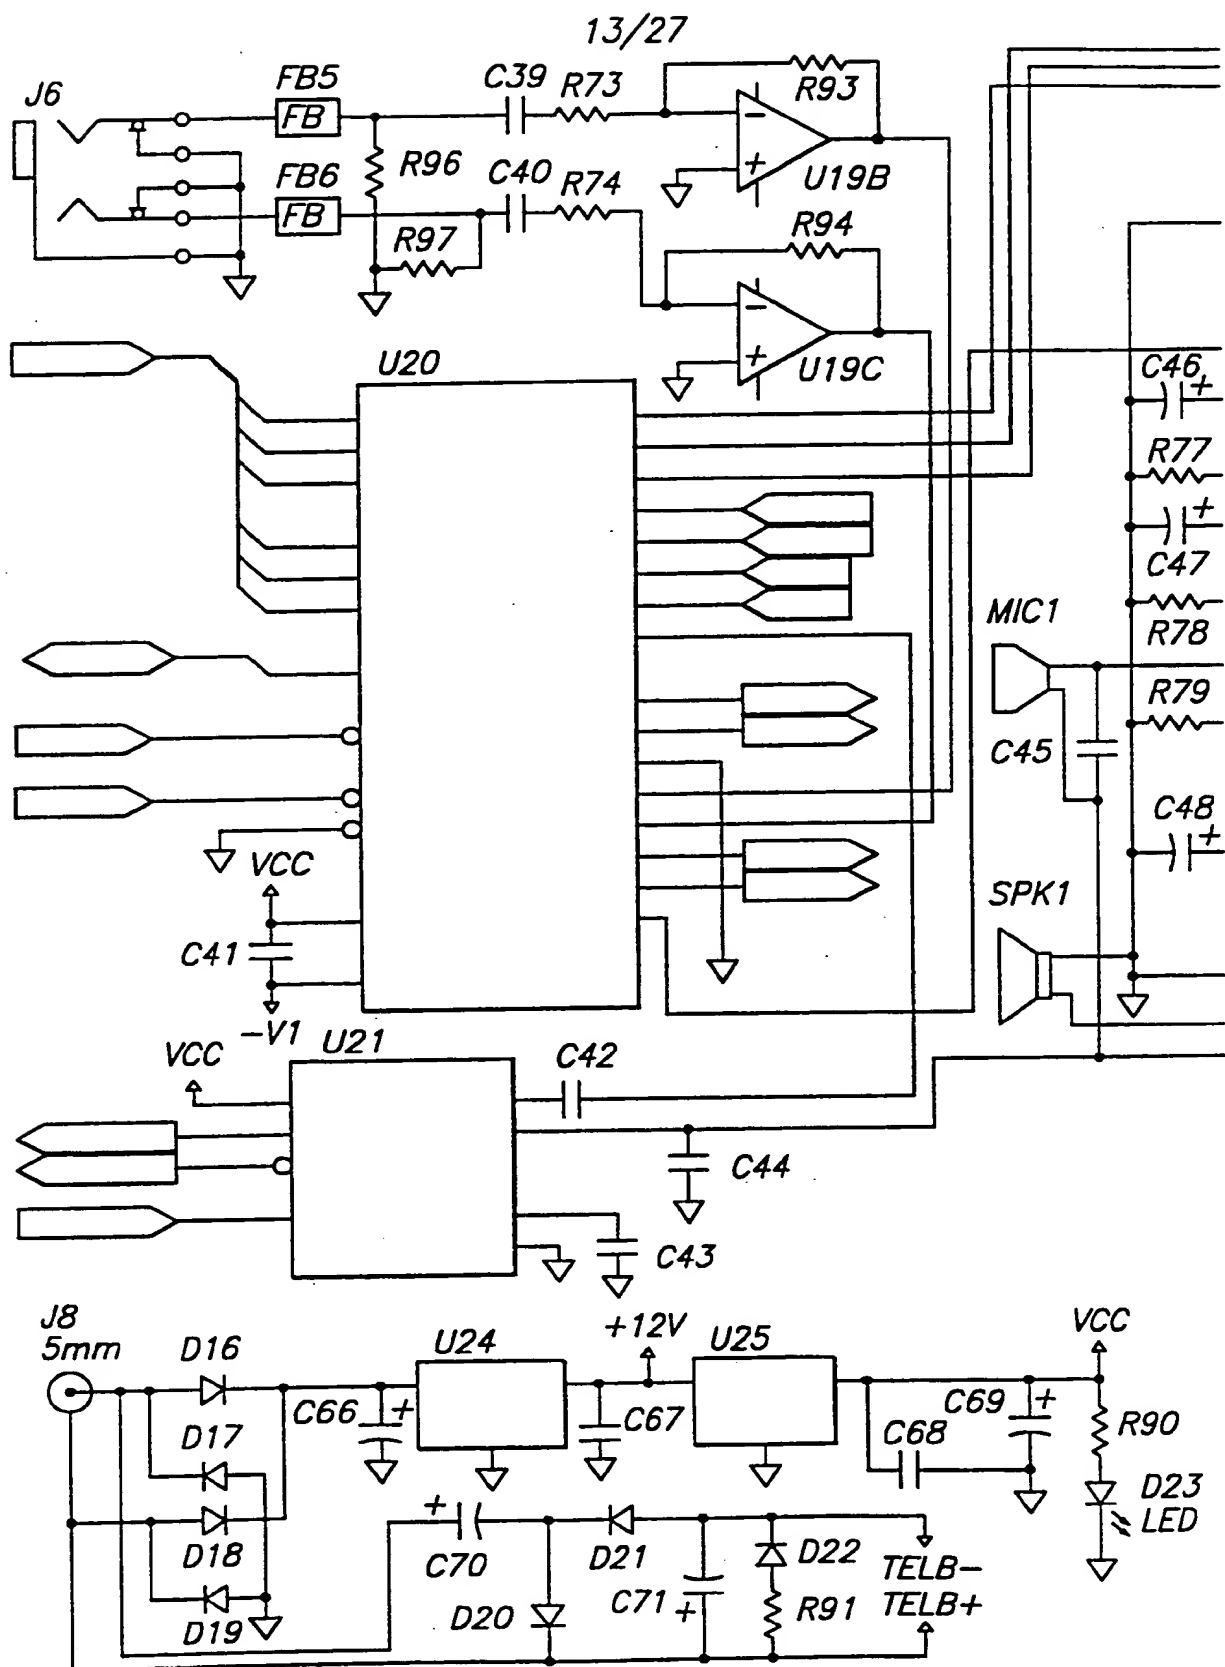 13/27
J6
FB5
FB
C39
R73
R93
U19B
R96
FB6
FB
C40
R74
R97
R94
U19C
U20
C46
+
R77
+
C47
R78
MIC1
R79
C45
C48
+
SPK1
VCC
C41
-V1
U21
VCC
C42
C44
C43
J8
5mm
D16
D17
D18
D19
U24
C66
+
+12V
C67
U25
C68
C69
+
VCC
R90
D23
LED
+
C70
D20
D21
C71
+
D22
R91
TELB-
TELB+